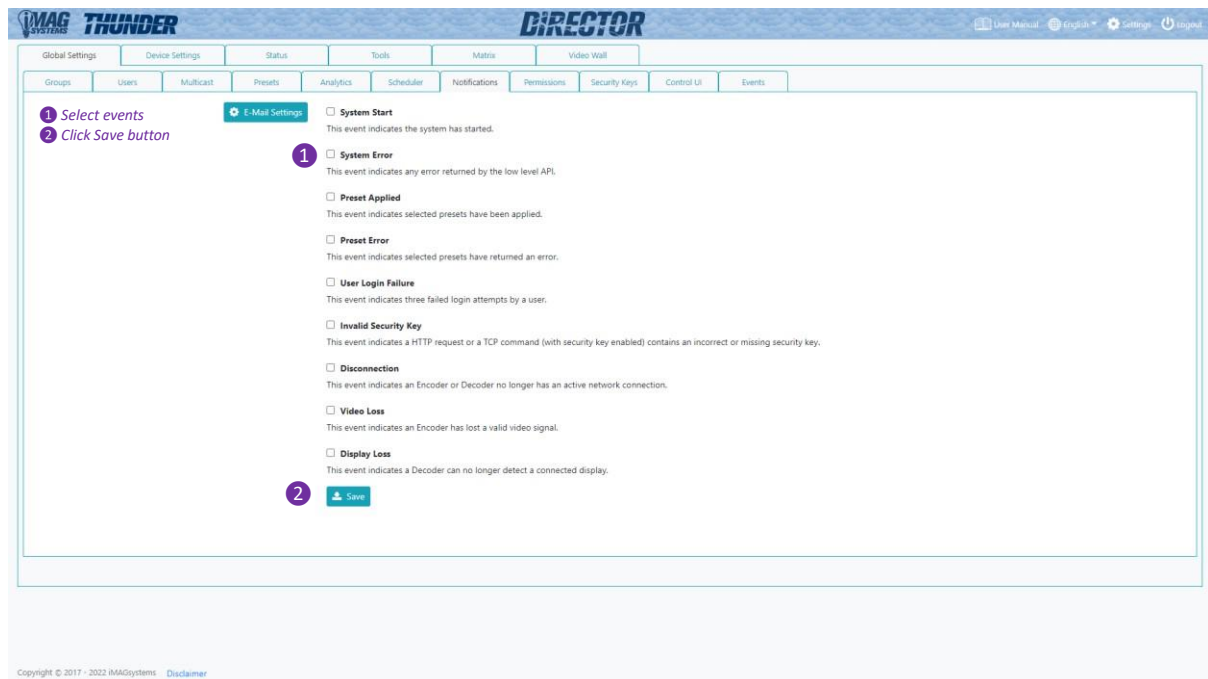 iMAG SYSTEMS THUNDER
DiRECTOR
User Manual English Settings Logout
Global Settings Device Settings Status Tools Matrix Video Wall
Groups Users Multicast Presets Analytics Scheduler Notifications Permissions Security Keys Control UI Events
1 Select events
2 Click Save button
E-Mail Settings
System Start
This event indicates the system has started.
1
System Error
This event indicates any error returned by the low level API.
Preset Applied
This event indicates selected presets have been applied.
Preset Error
This event indicates selected presets have returned an error.
User Login Failure
This event indicates three failed login attempts by a user.
Invalid Security Key
This event indicates a HTTP request or a TCP command (with security key enabled) contains an incorrect or missing security key.
Disconnection
This event indicates an Encoder or Decoder no longer has an active network connection.
Video Loss
This event indicates an Encoder has lost a valid video signal.
Display Loss
This event indicates a Decoder can no longer detect a connected display.
2
Save
Copyright © 2017 - 2022 iMAGsystems Disclaimer